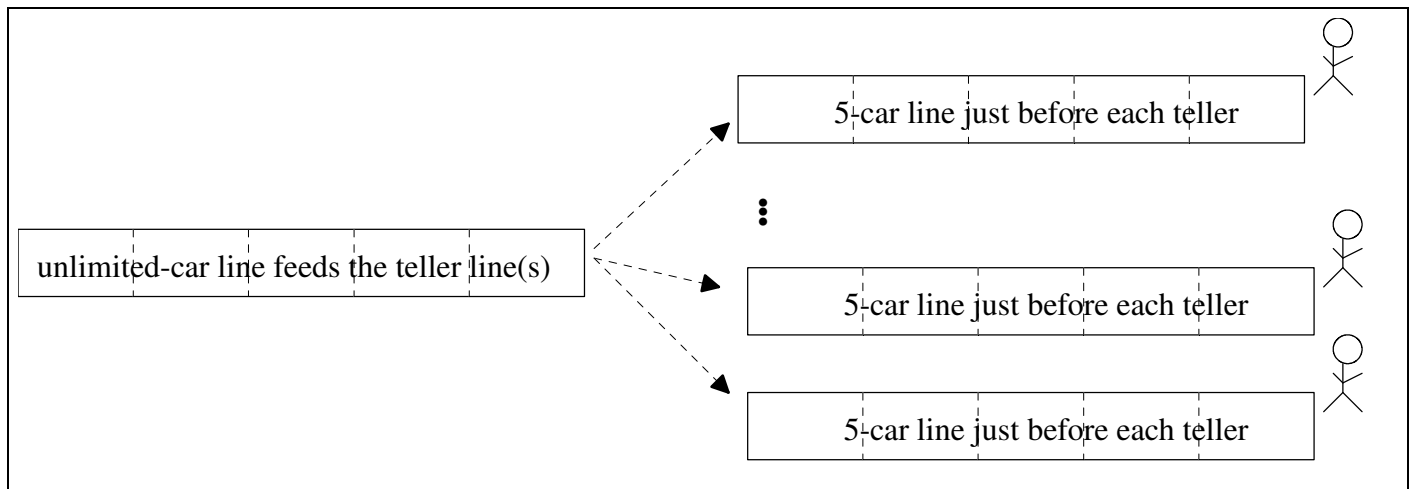 5-car line just before each teller
unlimited-car line feeds the teller line(s)
5-car line just before each teller
5-car line just before each teller